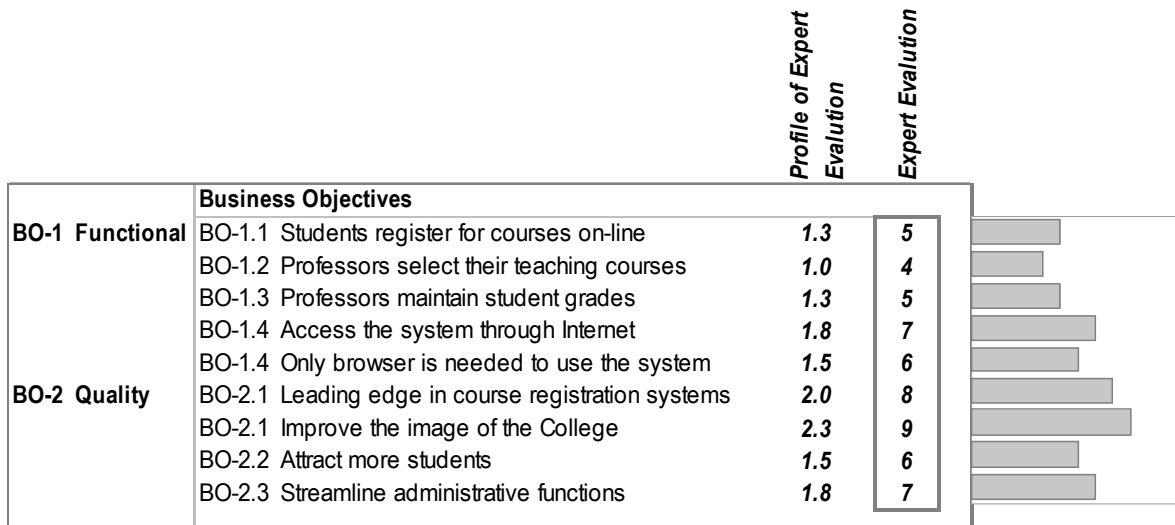 Profile of Expert
Evalution
Expert Evalution
Business Objectives
BO-1 Functional BO-1.1 Students register for courses on-line 1.3 5
BO-1.2 Professors select their teaching courses 1.0 4
BO-1.3 Professors maintain student grades 1.3 5
BO-1.4 Access the system through Internet 1.8 7
BO-1.4 Only browser is needed to use the system 1.5 6
BO-2 Quality BO-2.1 Leading edge in course registration systems 2.0 8
BO-2.1 Improve the image of the College 2.3 9
BO-2.2 Attract more students 1.5 6
BO-2.3 Streamline administrative functions 1.8 7